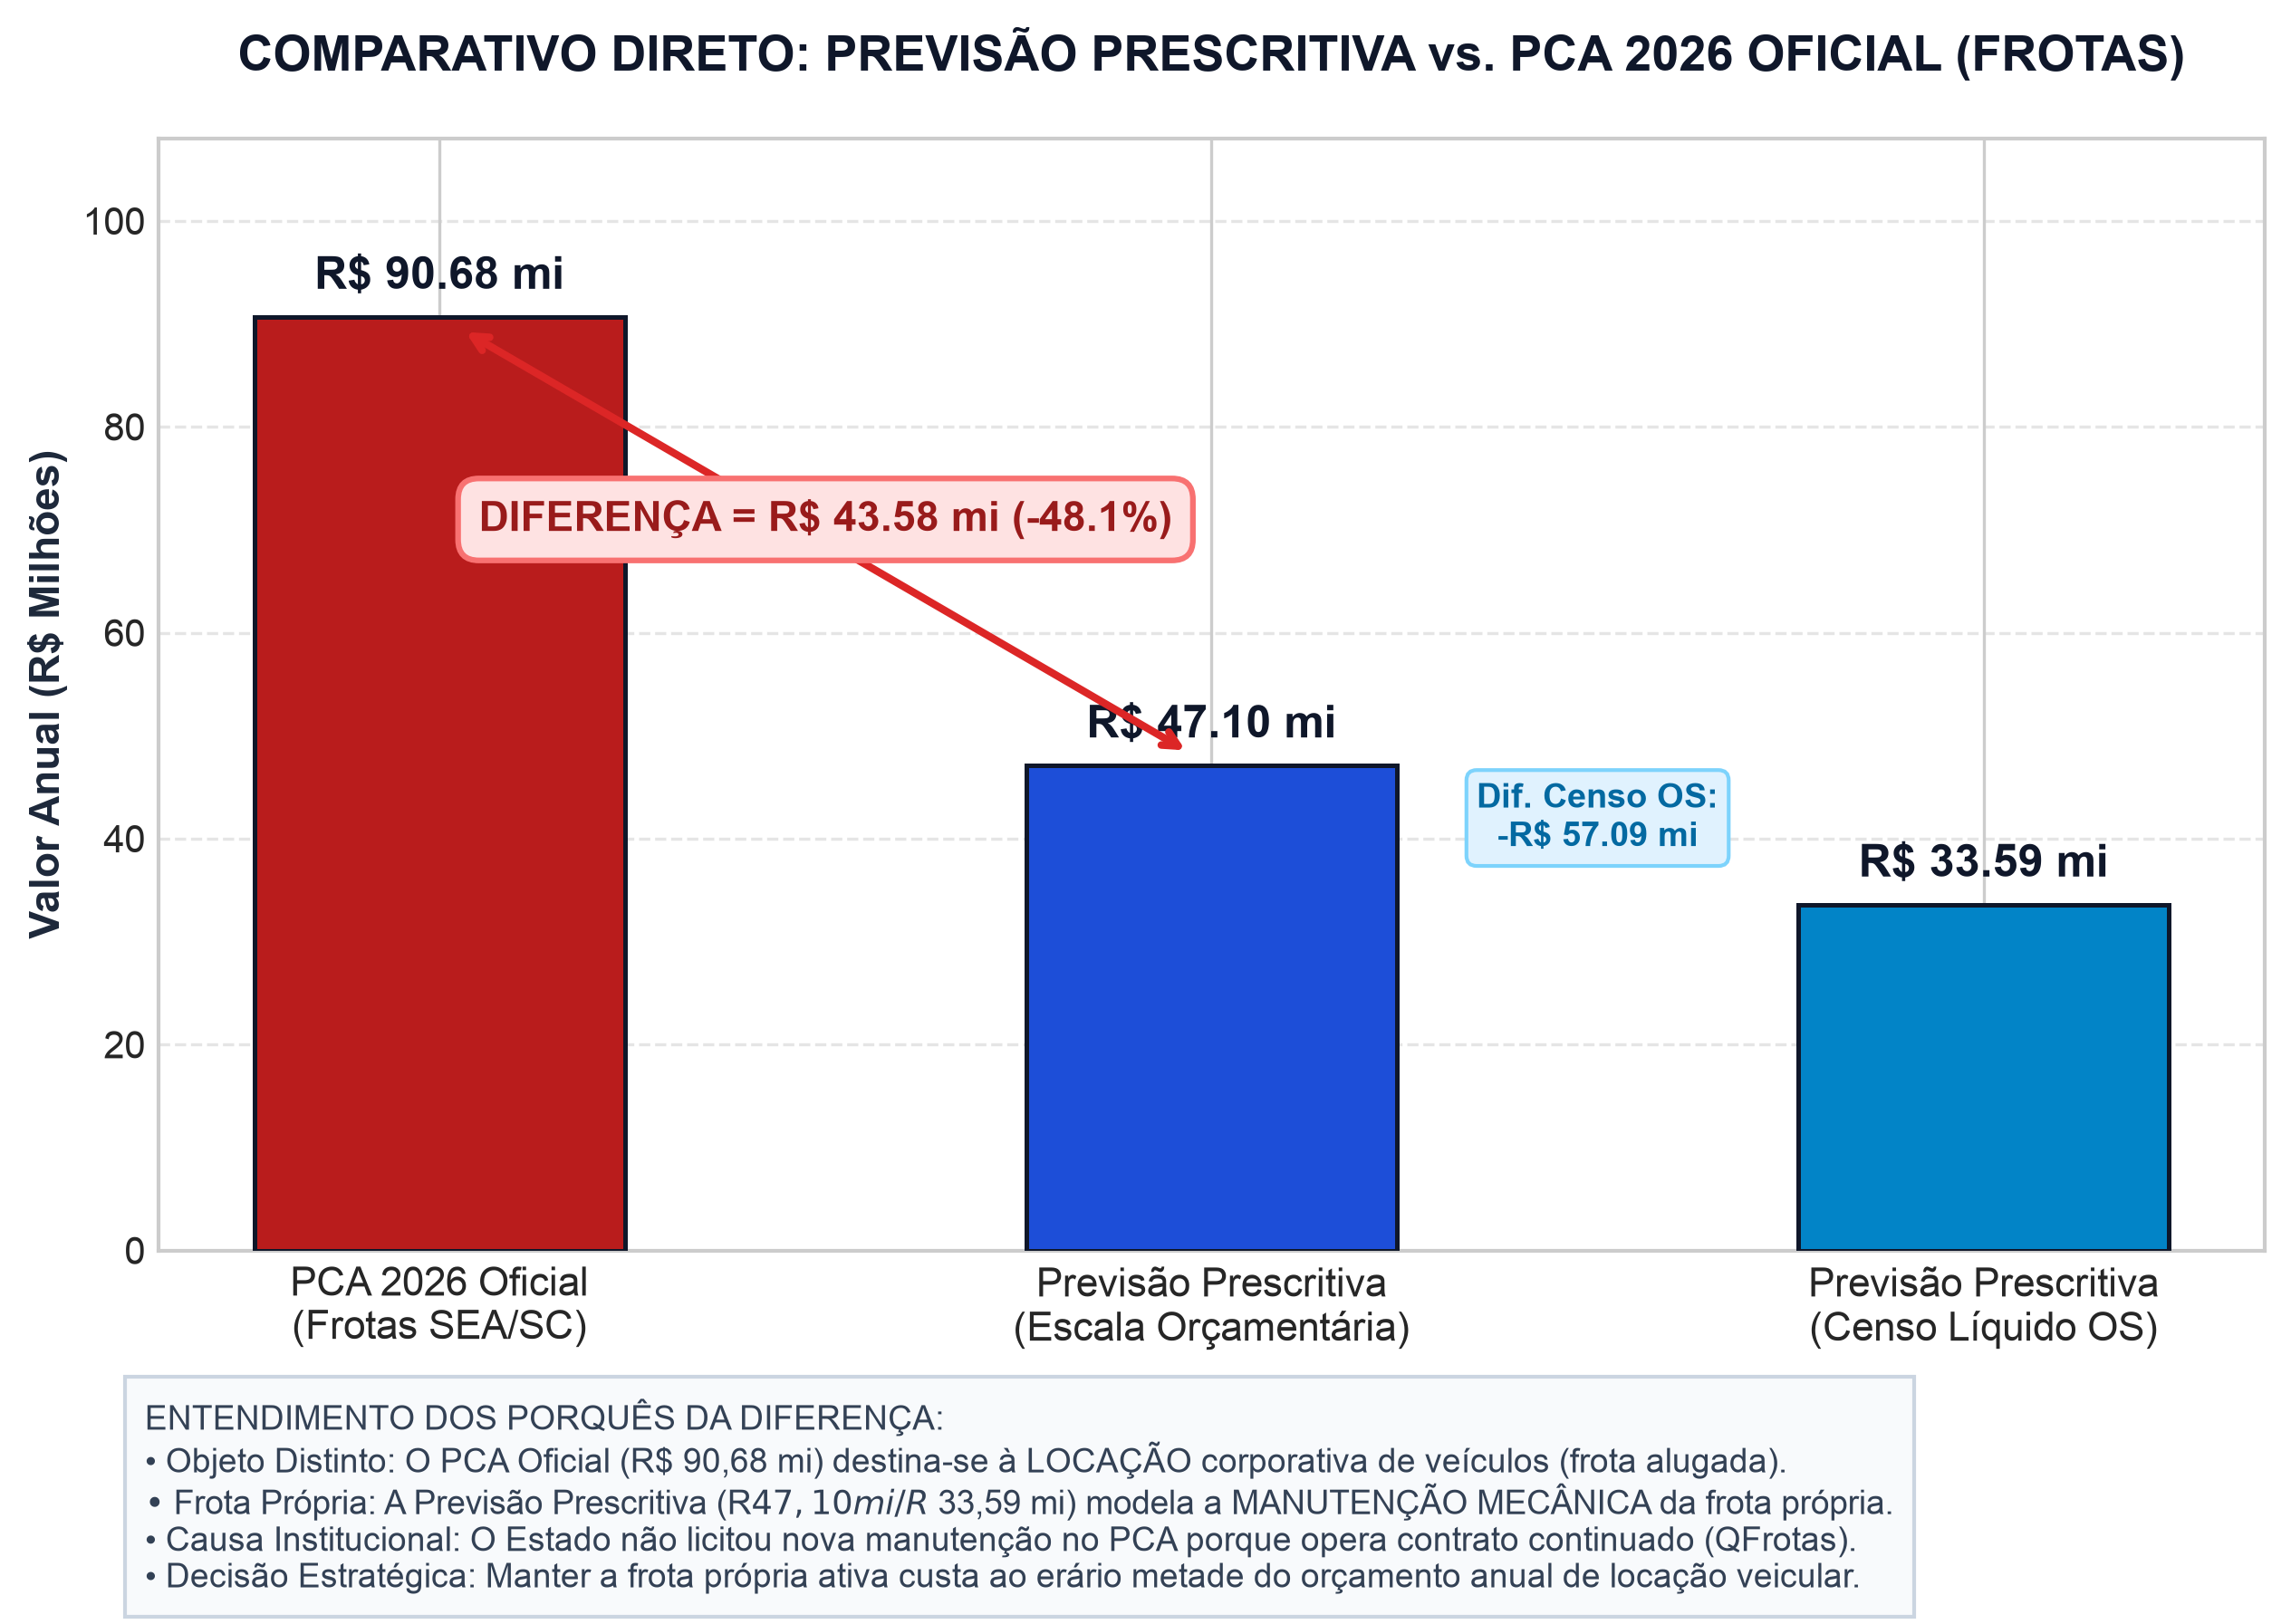 COMPARATIVO DIRETO: PREVISÃO PRESCRITIVA vs. PCA 2026 OFICIAL (FROTAS)
Valor Anual (R$ Milhões)
100
80
60
40
20
0
R$ 90.68 mi
DIFERENÇA = R$ 43.58 mi (-48.1%)
R$ 47.10 mi
Dif. Censo OS:
-R$ 57.09 mi
R$ 33.59 mi
PCA 2026 Oficial
(Frotas SEA/SC)
Previsão Prescritiva
(Escala Orçamentária)
Previsão Prescritiva
(Censo Líquido OS)
ENTENDIMENTO DOS PORQUÊS DA DIFERENÇA:
• Objeto Distinto: O PCA Oficial (R$ 90,68 mi) destina-se à LOCAÇÃO corporativa de veículos (frota alugada).
• Frota Própria: A Previsão Prescritiva (R47, 10mi/R 33,59 mi) modela a MANUTENÇÃO MECÂNICA da frota própria.
• Causa Institucional: O Estado não licitou nova manutenção no PCA porque opera contrato continuado (QFrotas).
• Decisão Estratégica: Manter a frota própria ativa custa ao erário metade do orçamento anual de locação veicular.